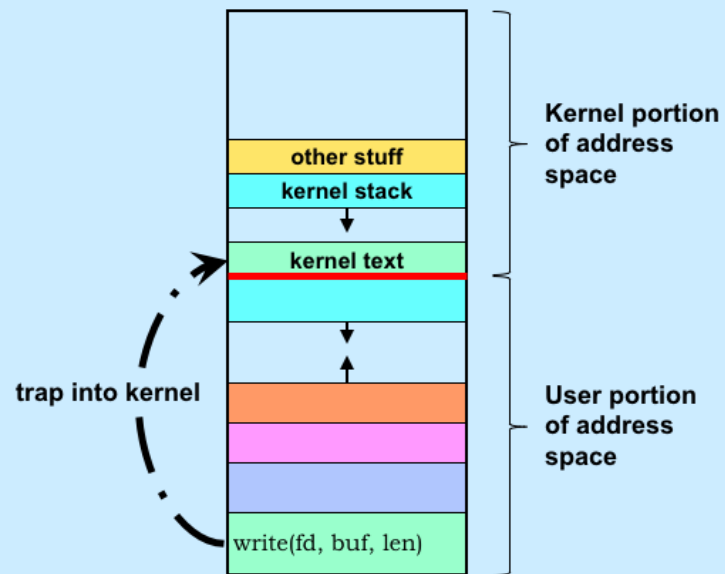 Kernel portion
of address
space
other stuff
kernel stack
kernel text
trap into kernel
User portion
of address
space
write(fd, buf, len)